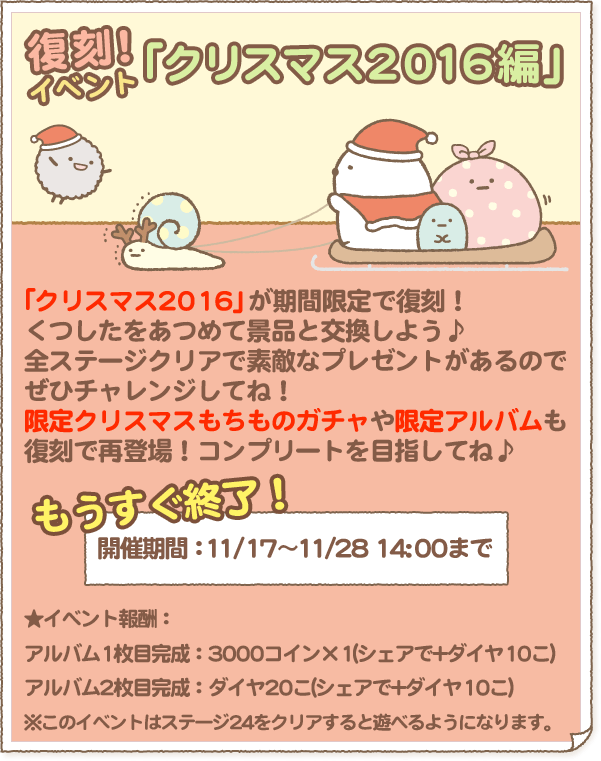 復刻!
イベント
「クリスマス2016編」
「クリスマス2016」が期間限定で復刻！
くつしたをあつめて景品と交換しよう♪
全ステージクリアで素敵なプレゼントがあるので
ぜひチャレンジしてね！
限定クリスマスもちものガチャや限定アルバムも
復刻で再登場！コンプリートを目指してね♪
もうすぐ終了！
開催期間：11/17～11/28 14:00まで
★イベント報酬：
アルバム1枚目完成：3000コイン×1(シェアで+ダイヤ10こ)
アルバム2枚目完成：ダイヤ20こ(シェアで+ダイヤ10こ)
※このイベントはステージ24をクリアすると遊べるようになります。